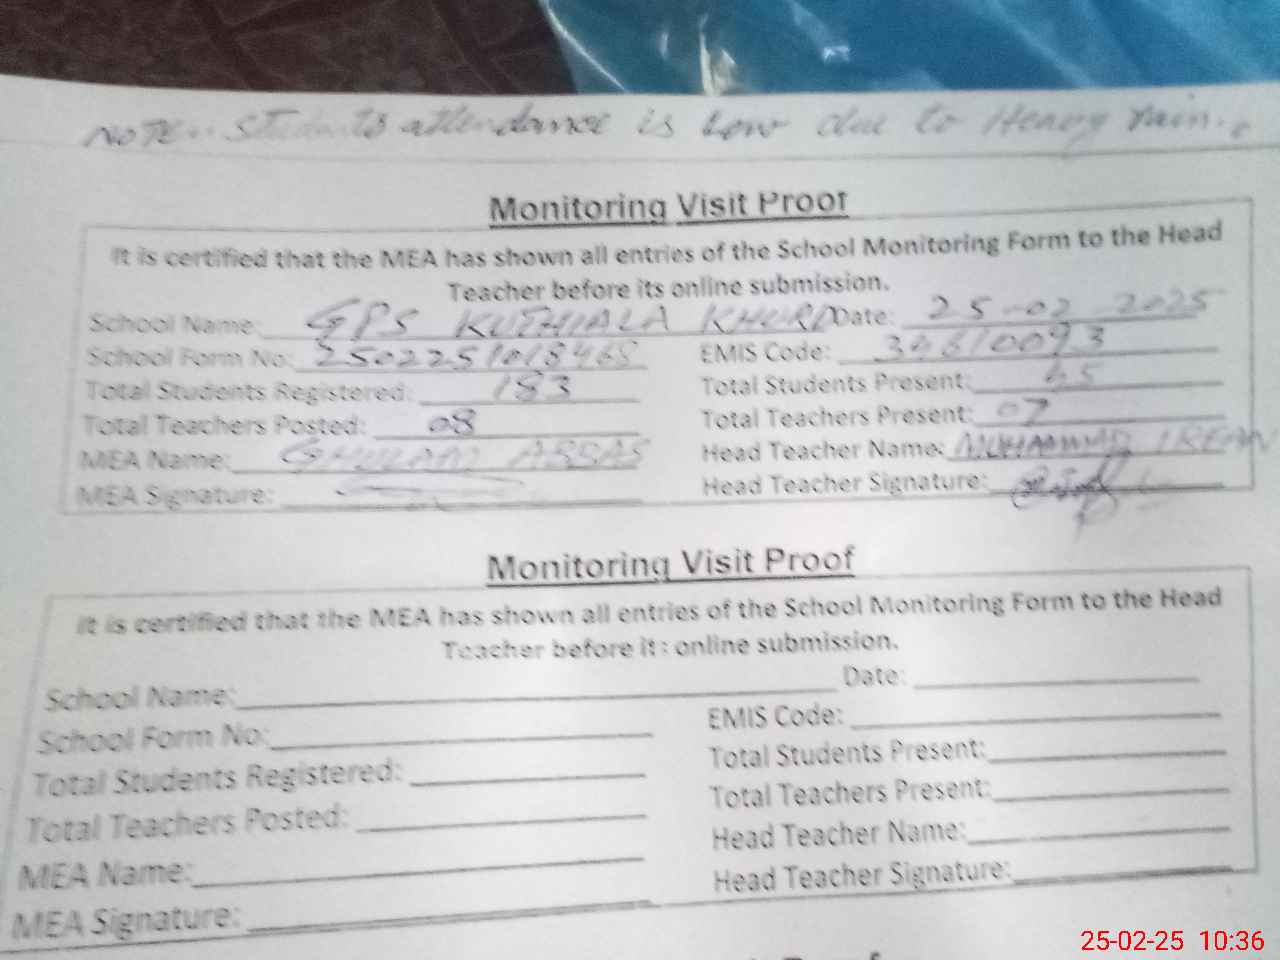 NOTE:- Students attendance is Low due to Heavy rain.
Monitoring Visit Proof
It is certified that the MEA has shown all entries of the School Monitoring Form to the Head
Teacher before its online submission.
School Name: GPS KUTHIALA KHURD Date: 25-02-2025
School Form No: EMIS Code: 34610093
Total Students Registered: 183 Total Students Present:
Total Teachers Posted: 08 Total Teachers Present: 07
MEA Name: GHULAM ABBAS Head Teacher Name: MUHAMMAD IRFAN
MEA Signature: Head Teacher Signature:
Monitoring Visit Proof
It is certified that the MEA has shown all entries of the School Monitoring Form to the Head
Teacher before its online submission.
School Name: Date:
School Form No: EMIS Code:
Total Students Registered: Total Students Present:
Total Teachers Posted: Total Teachers Present:
MEA Name: Head Teacher Name:
MEA Signature: Head Teacher Signature:
25-02-25 10:36